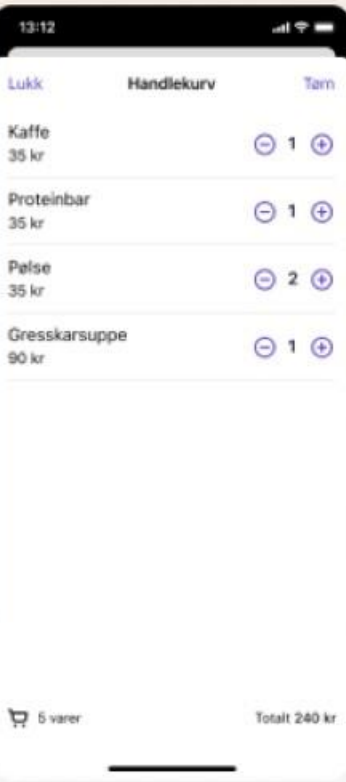 13:12
Lukk Handlekurv Tøm
Kaffe
35 kr
1
Proteinbar
35 kr
1
Pølse
35 kr
2
Gresskarsuppe
90 kr
1
5 varer Totalt 240 kr